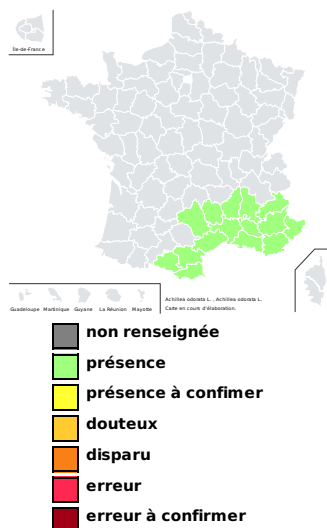 Île-de-France
Guadeloupe Martinique Guyane La Réunion Mayotte
Achillea odorata L. , Achillea odorata L.
Carte en cours d'élaboration.
non renseignée
présence
présence à confimer
douteux
disparu
erreur
erreur à confirmer